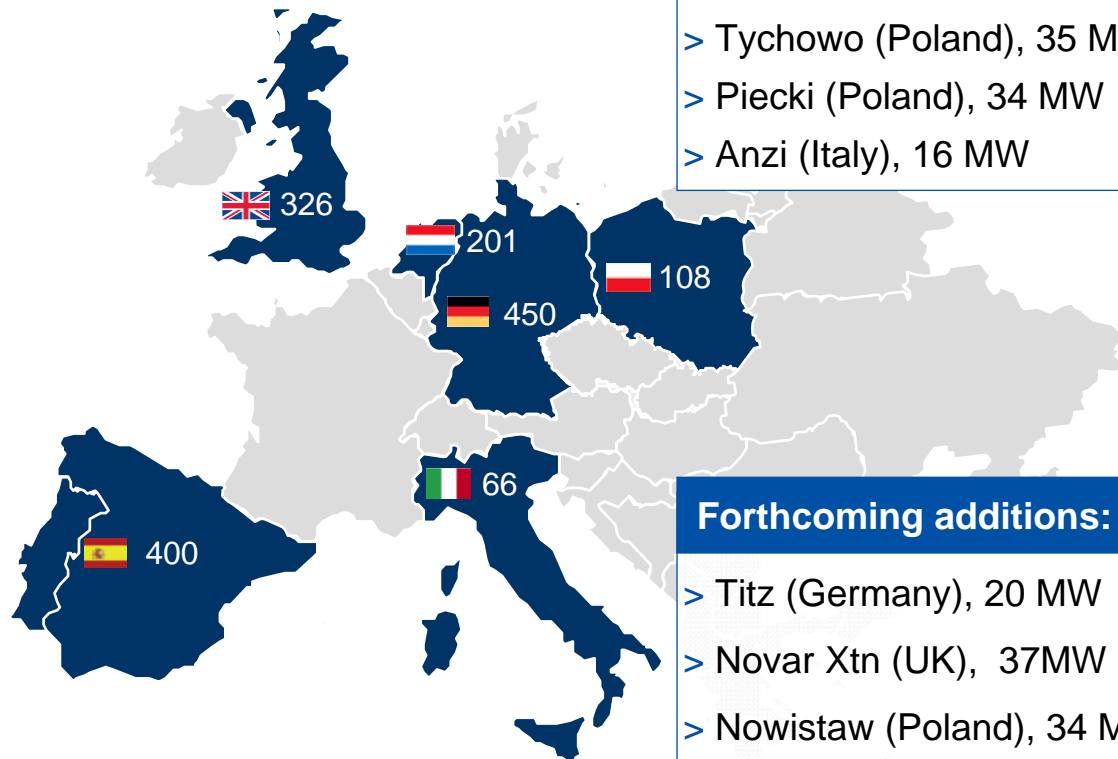 > Tychowo (Poland), 35 M
> Piecki (Poland), 34 MW
> Anzi (Italy), 16 MW
326
201
108
450
66
400
Forthcoming additions:
> Titz (Germany), 20 MW
> Novar Xtn (UK), 37MW
> Nowistaw (Poland), 34 M